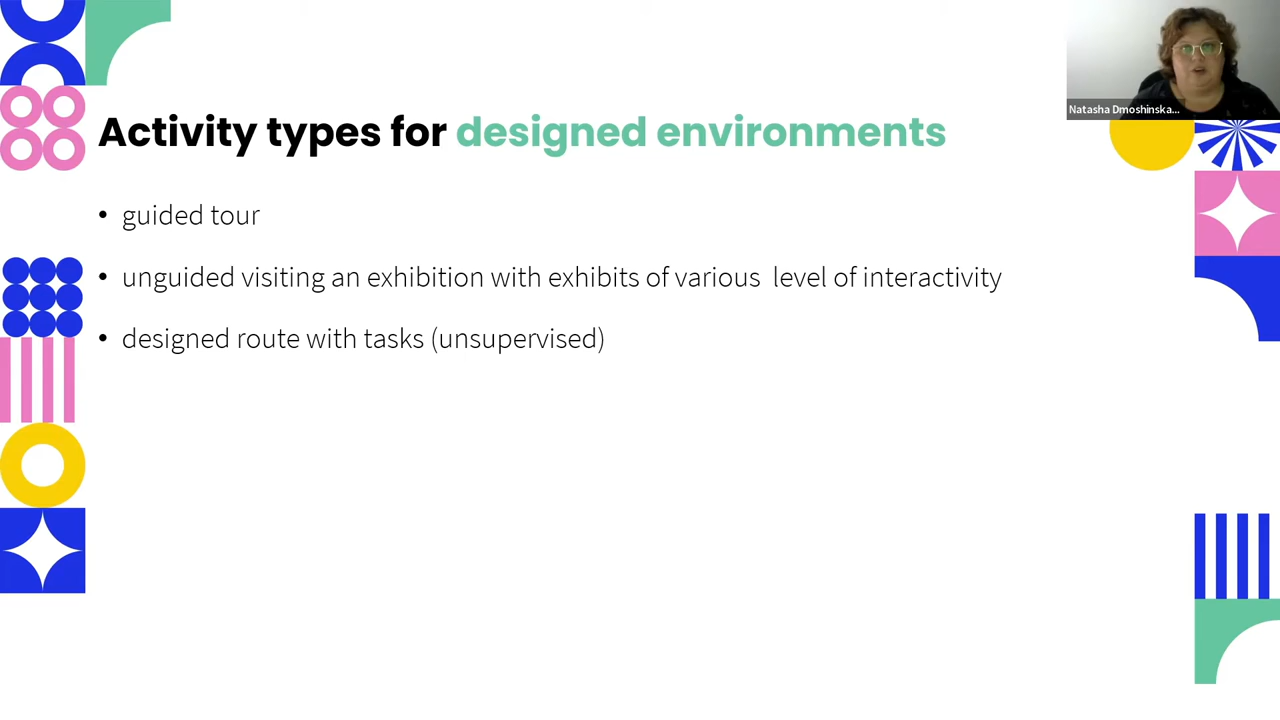 Natasha Dmoshinska...
Activity types for designed environments
• guided tour
• unguided visiting an exhibition with exhibits of various  level of interactivity
• designed route with tasks (unsupervised)